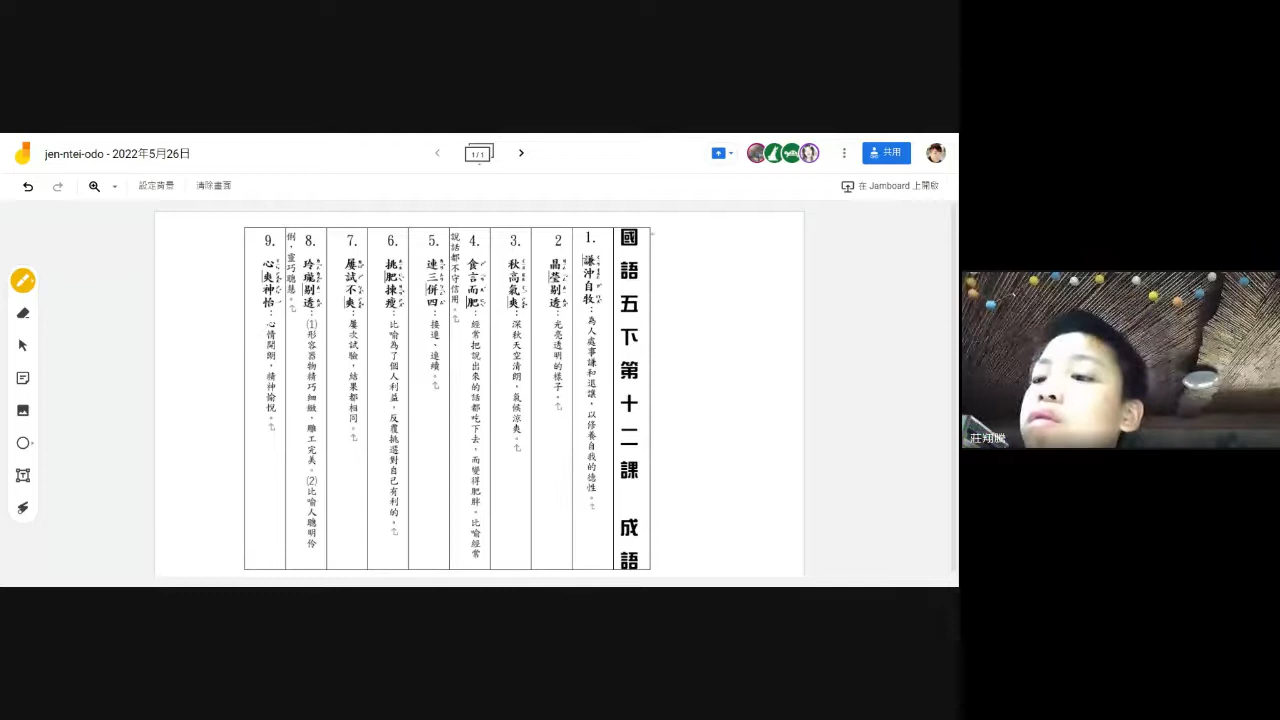 jen-ntei-odo - 2022年5月26日
1 / 1
共用
設定背景
清除畫面
在 Jamboard 上開啟
國語五下第十二課 成語
1. 謙沖自牧：為人處事謙和退讓，以修養自我的德性。
2 晶瑩剔透：光亮透明的樣子。
3. 秋高氣爽：深秋天空清朗，氣候涼爽。
4. 食言而肥：經常把說出來的話都吃下去，而變得肥胖。比喻經常
說話都不守信用。
5. 連三併四：接連、連續。
6. 挑肥揀瘦：比喻為了個人利益，反覆挑選對自己有利的。
7. 屢試不爽：屢次試驗，結果都相同。
8. 玲瓏剔透：(1)形容器物精巧細緻，雕工完美。(2)比喻人聰明伶
俐，靈巧聰慧。
9. 心爽神怡：心情開朗，精神愉悅。
莊翔騰